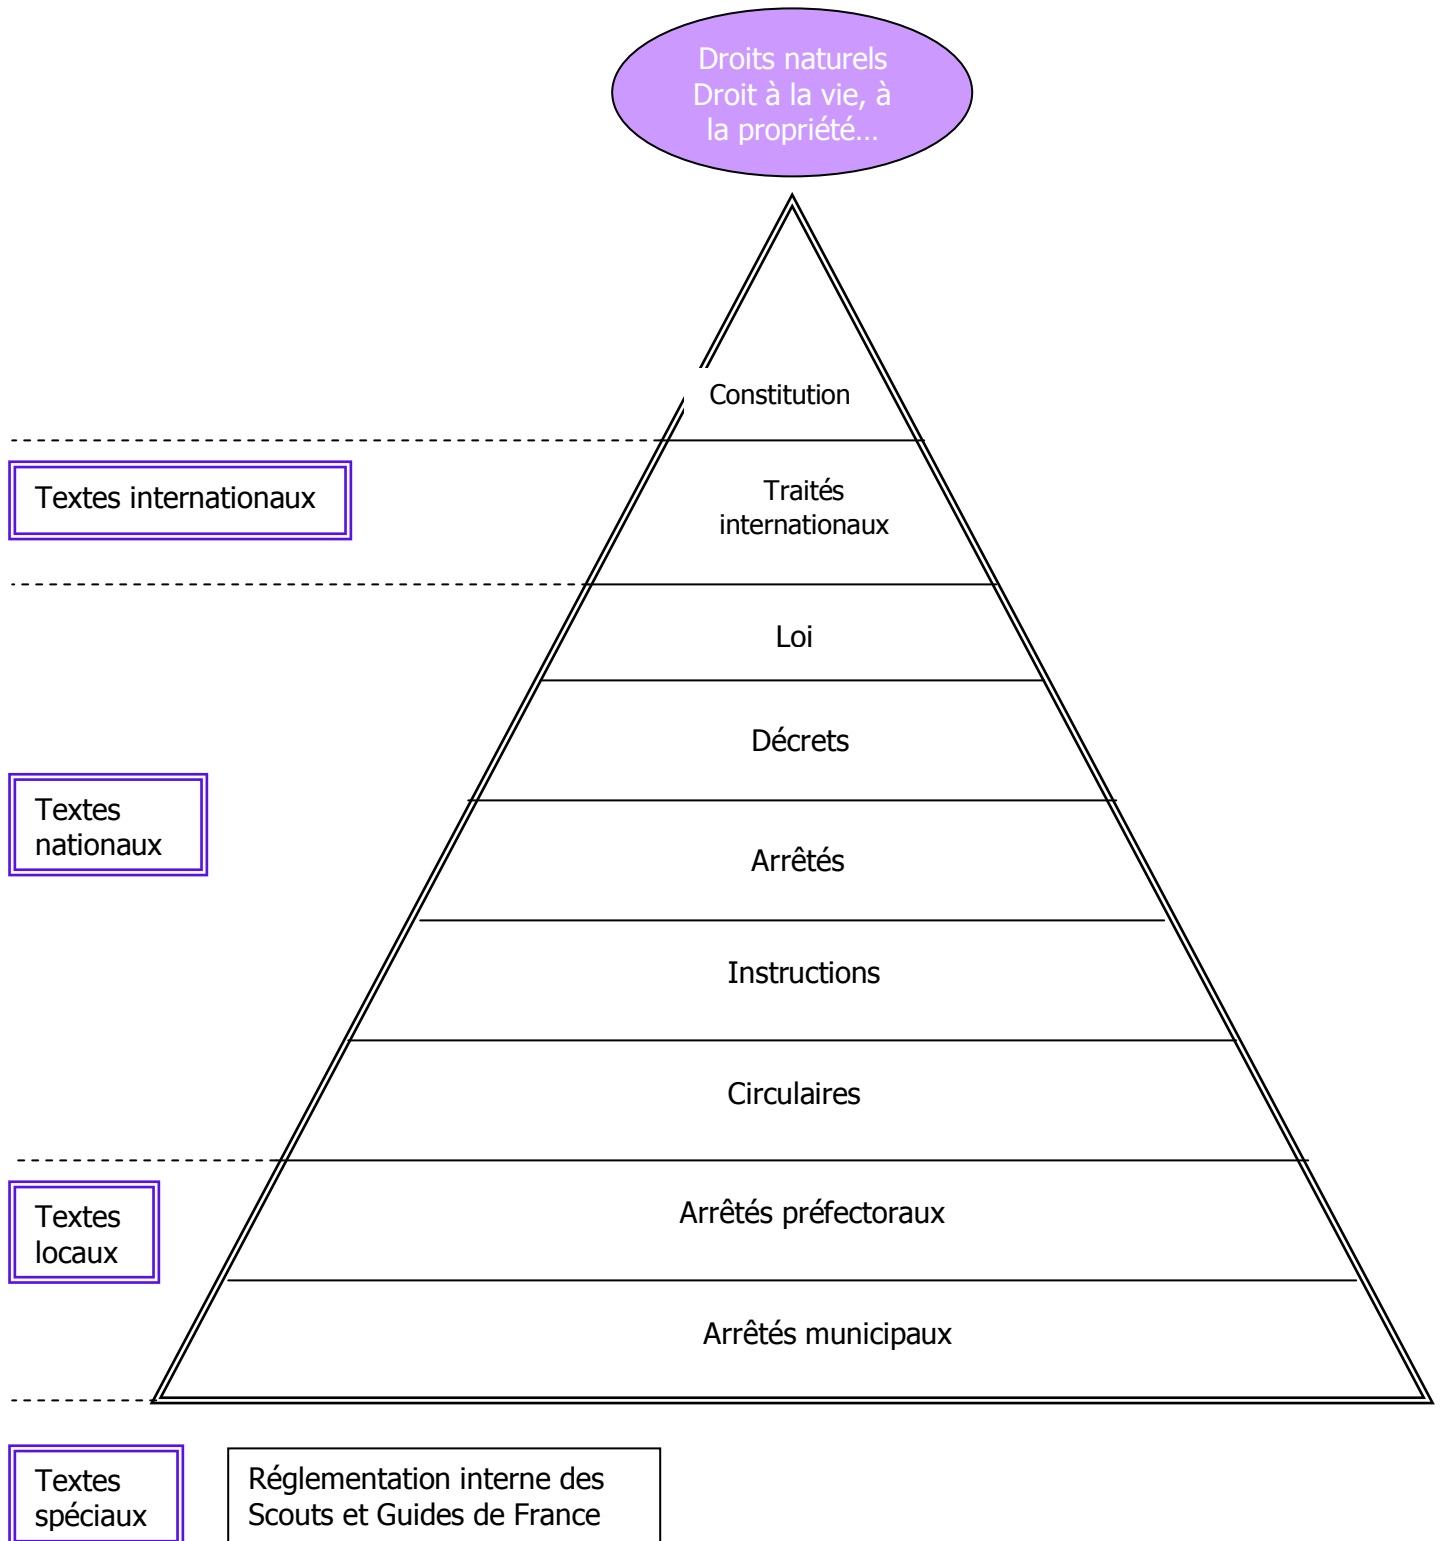 Droits naturels
Droit à la vie, à
la propriété...
Constitution
Textes internationaux
Traités
internationaux
Loi
Décrets
Textes
nationaux
Arrêtés
Instructions
Circulaires
Textes
locaux
Arrêtés préfectoraux
Arrêtés municipaux
Textes
spéciaux
Réglementation interne des
Scouts et Guides de France